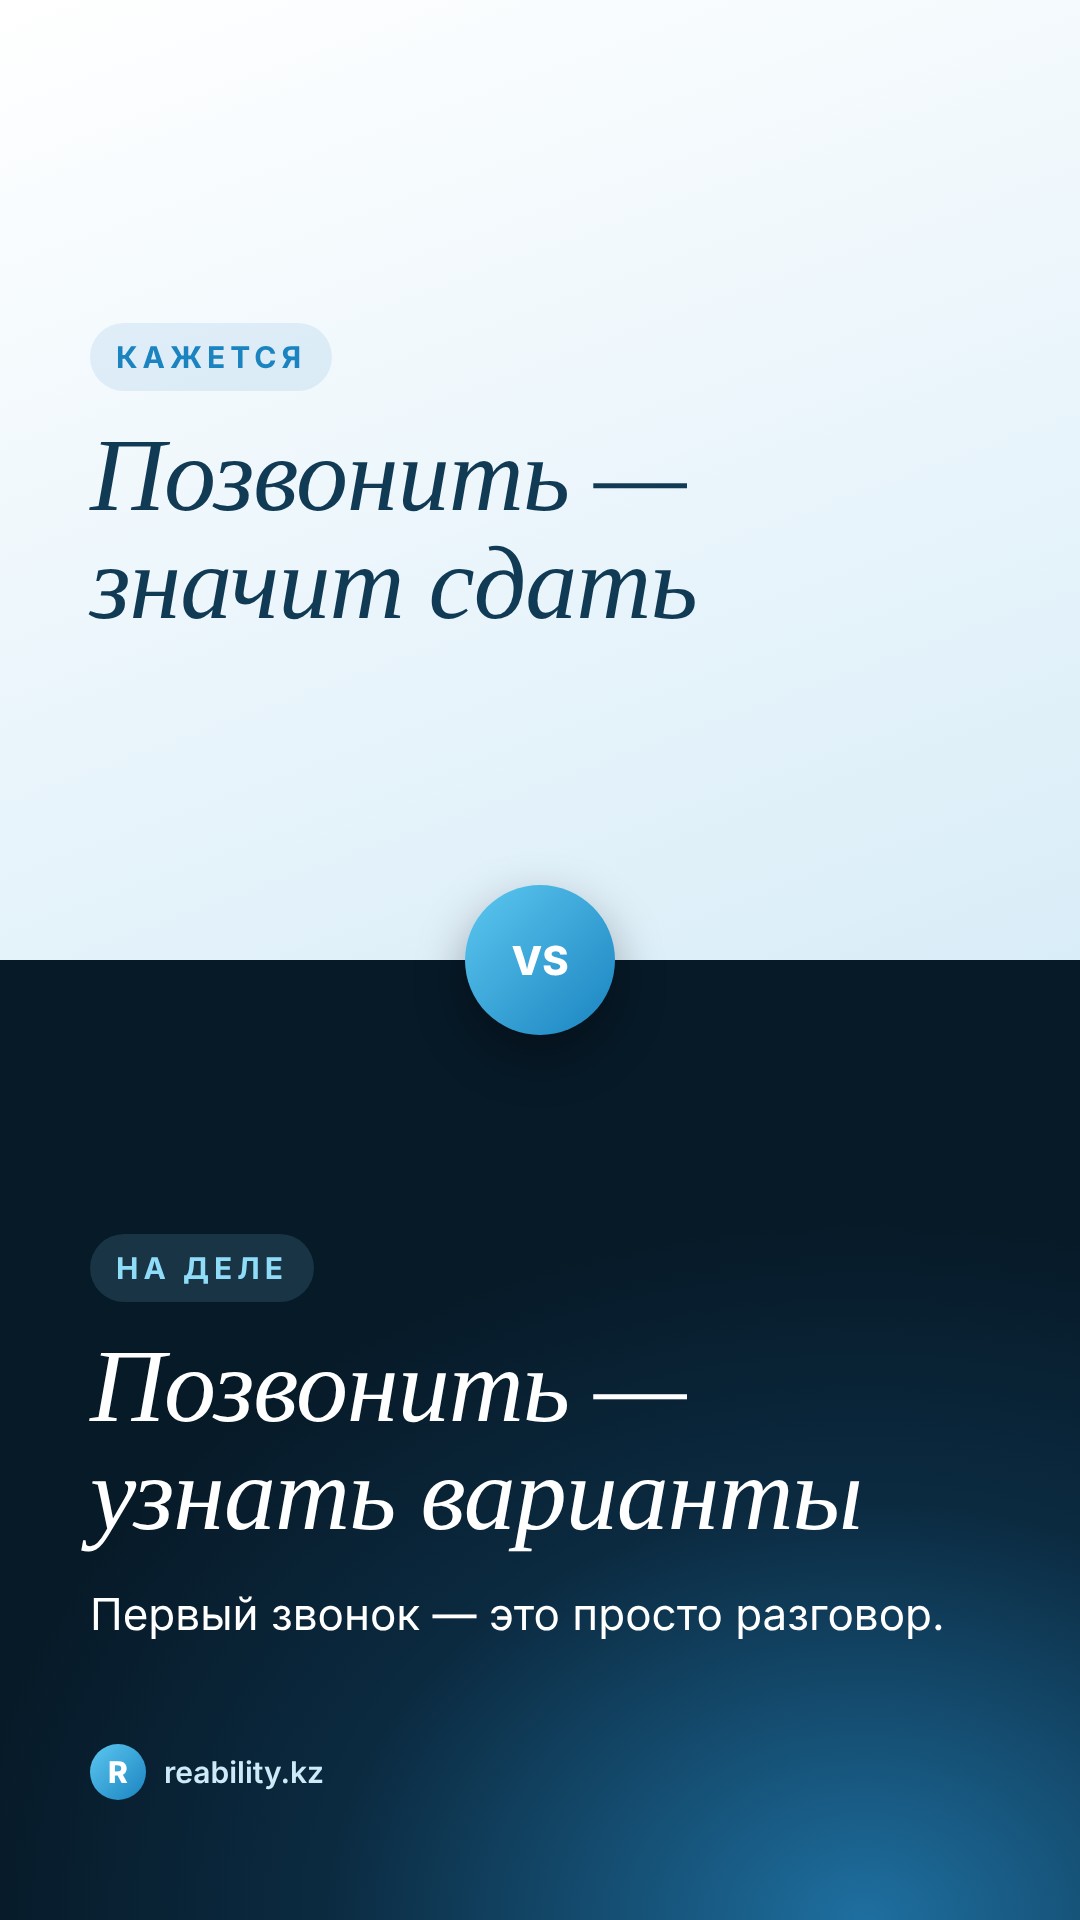 КАЖЕТСЯ
Позвонить —
значит сдать
VS
НА ДЕЛЕ
Позвонить —
узнать варианты
Первый звонок — это просто разговор.
R reability.kz